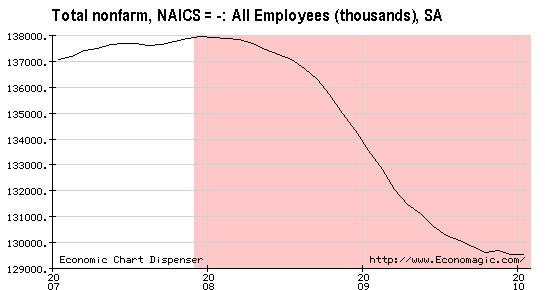 Total nonfarm, NAICS = -: All Employees (thousands), SA
138000.
137000.
136000.
135000.
134000.
133000.
132000.
131000.
130000.
129000.
Economic Chart Dispenser
http://www.Economagic.com/
20 20 20 20
07 08 09 10